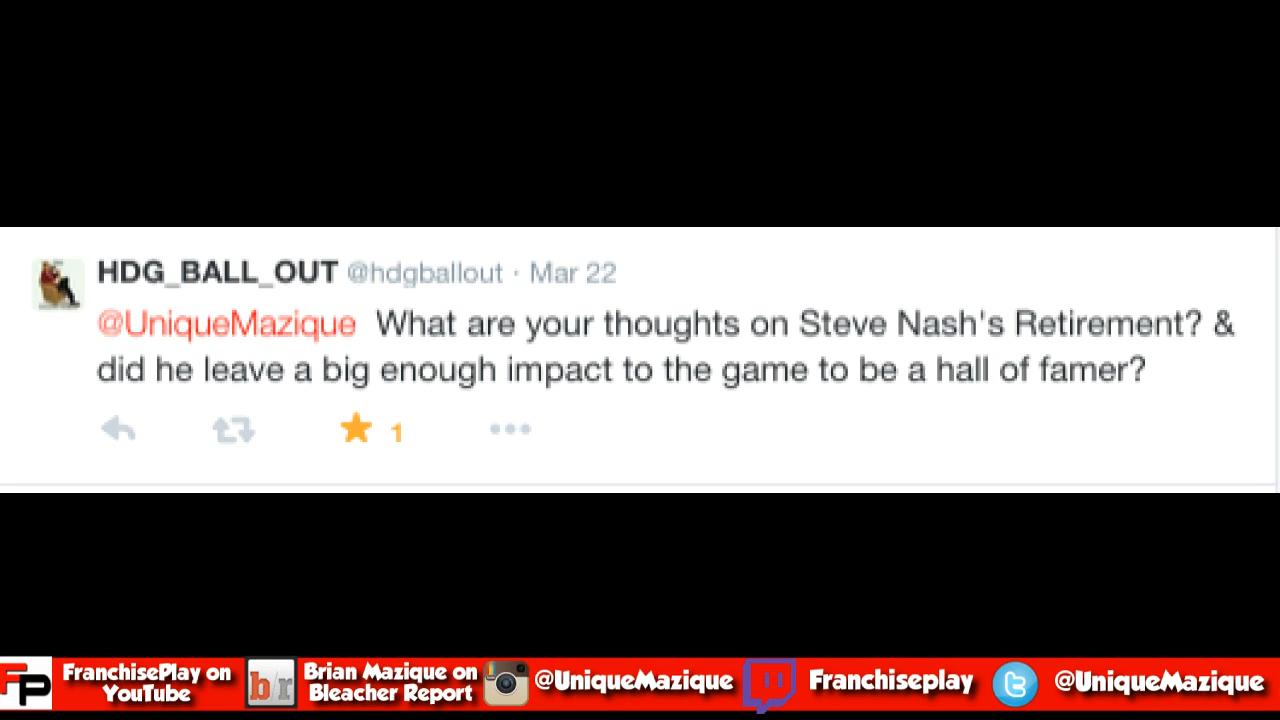 HDG_BALL_OUT @hdgballout · Mar 22
@UniqueMazique What are your thoughts on Steve Nash's Retirement? &
did he leave a big enough impact to the game to be a hall of famer?
1
FP
FranchisePlay on
YouTube
b/r
Brian Mazique on
Bleacher Report
@UniqueMazique
Franchiseplay
@UniqueMazique